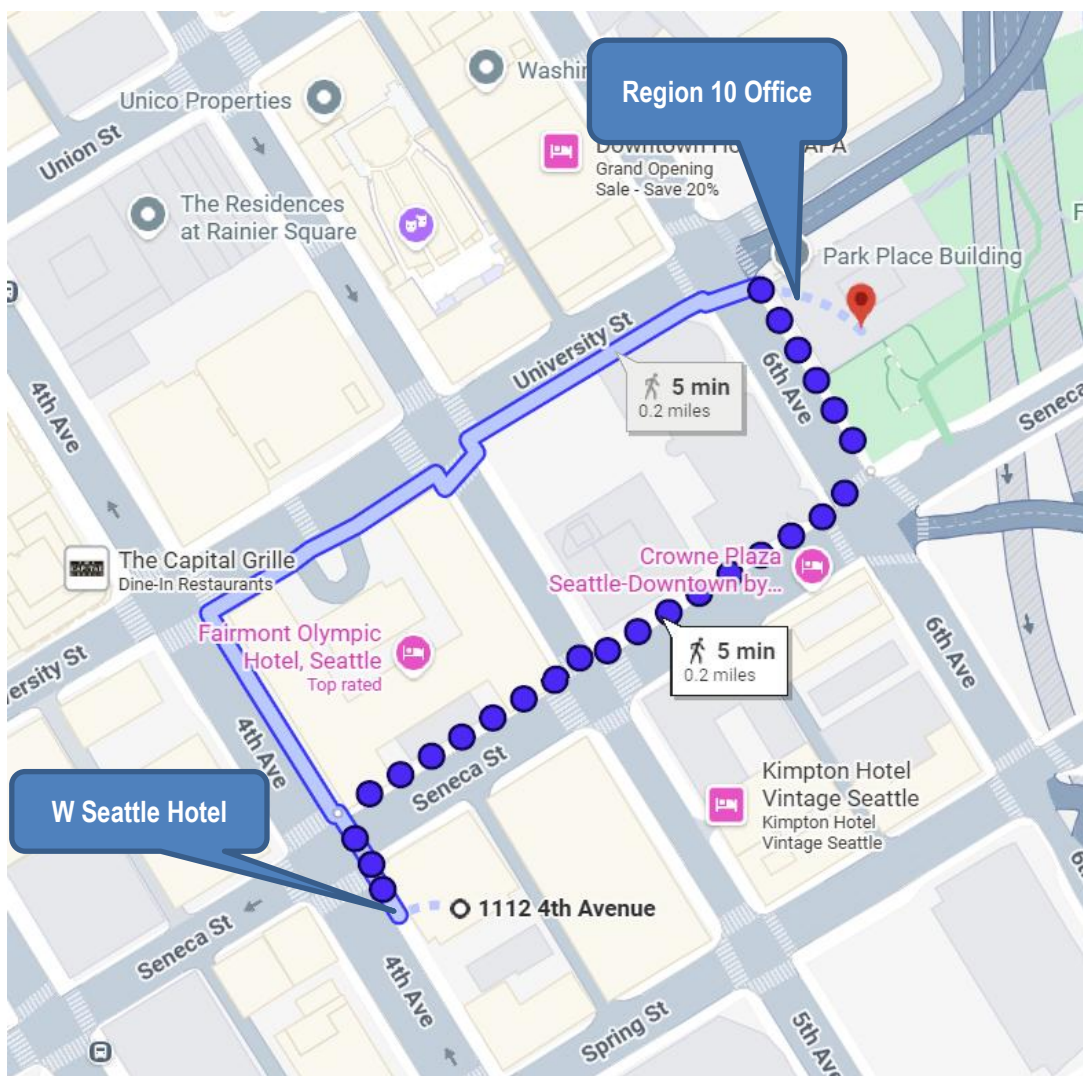 Unico Properties
Washin
Region 10 Office
Union St
Downtown Ho
APA
Grand Opening
Sale - Save 20%
The Residences
at Rainier Square
Park Place Building
F
University St
5 min
0.2 miles
6th Ave
Seneca
4th Ave
The Capital Grille
Dine-In Restaurants
Crowne Plaza
Seattle-Downtown by...
Fairmont Olympic
Hotel, Seattle
Top rated
5 min
0.2 miles
6th Ave
ersity St
4th Ave
Seneca St
W Seattle Hotel
Kimpton Hotel
Vintage Seattle
Kimpton Hotel
Vintage Seattle
6th
1112 4th Avenue
Seneca St
4th Ave
Spring St
5th Ave